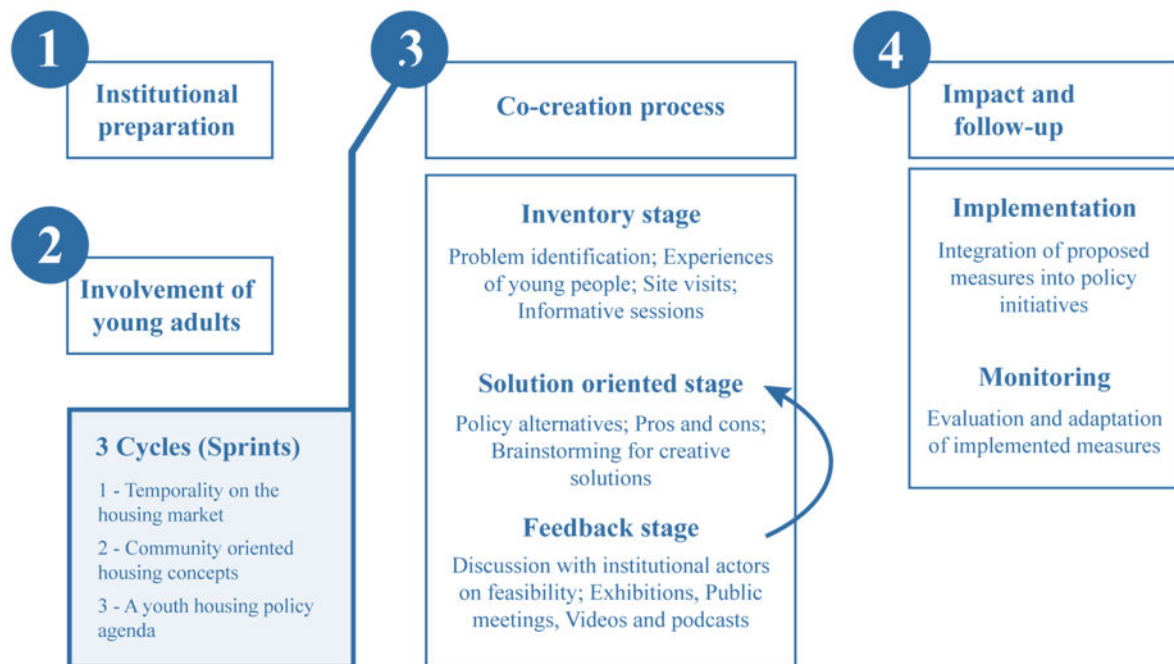 1
Institutional
preparation
2
Involvement of
young adults
3 Cycles (Sprints)
1 - Temporality on the
housing market
2 - Community oriented
housing concepts
3 - A youth housing policy
agenda
3
Co-creation process
Inventory stage
Problem identification; Experiences
of young people; Site visits;
Informative sessions
Solution oriented stage
Policy alternatives; Pros and cons;
Brainstorming for creative
solutions
Feedback stage
Discussion with institutional actors
on feasibility; Exhibitions, Public
meetings, Videos and podcasts
4
Impact and
follow-up
Implementation
Integration of proposed
measures into policy
initiatives
Monitoring
Evaluation and adaptation
of implemented measures